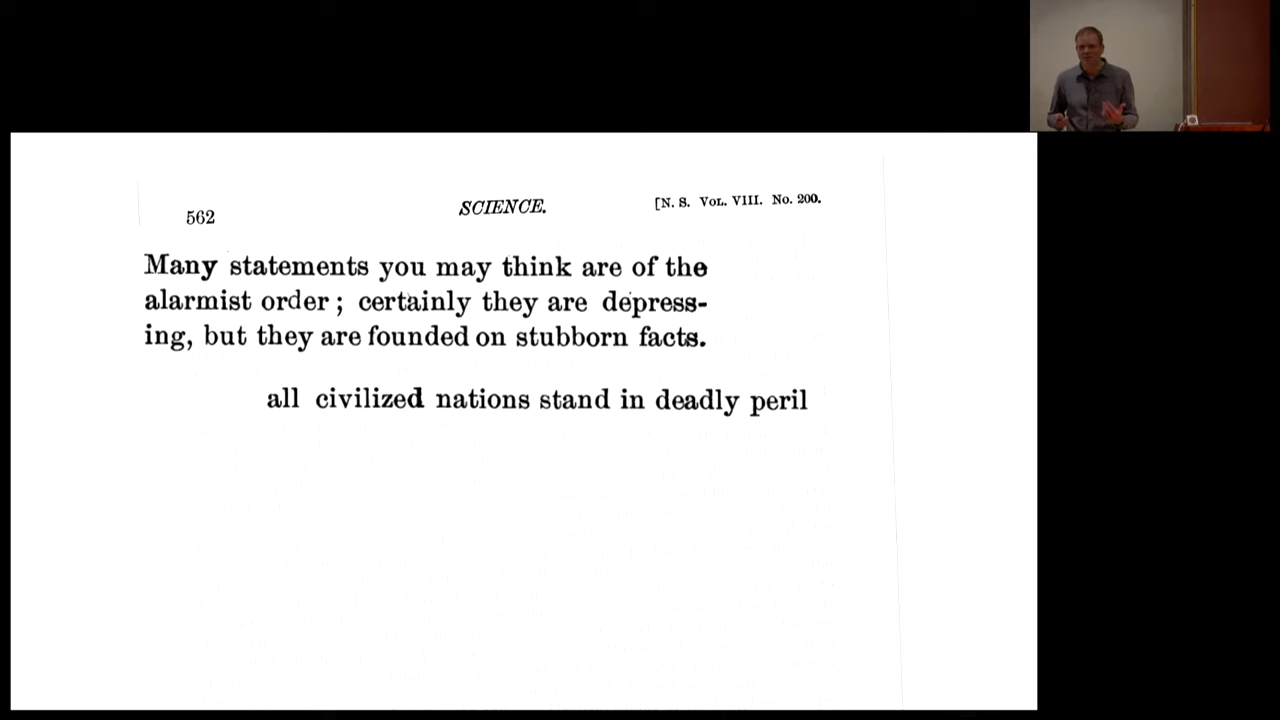 562 SCIENCE. [N. S. VOL. VIII. No. 200.
Many statements you may think are of the
alarmist order ; certainly they are depress-
ing, but they are founded on stubborn facts.
all civilized nations stand in deadly peril